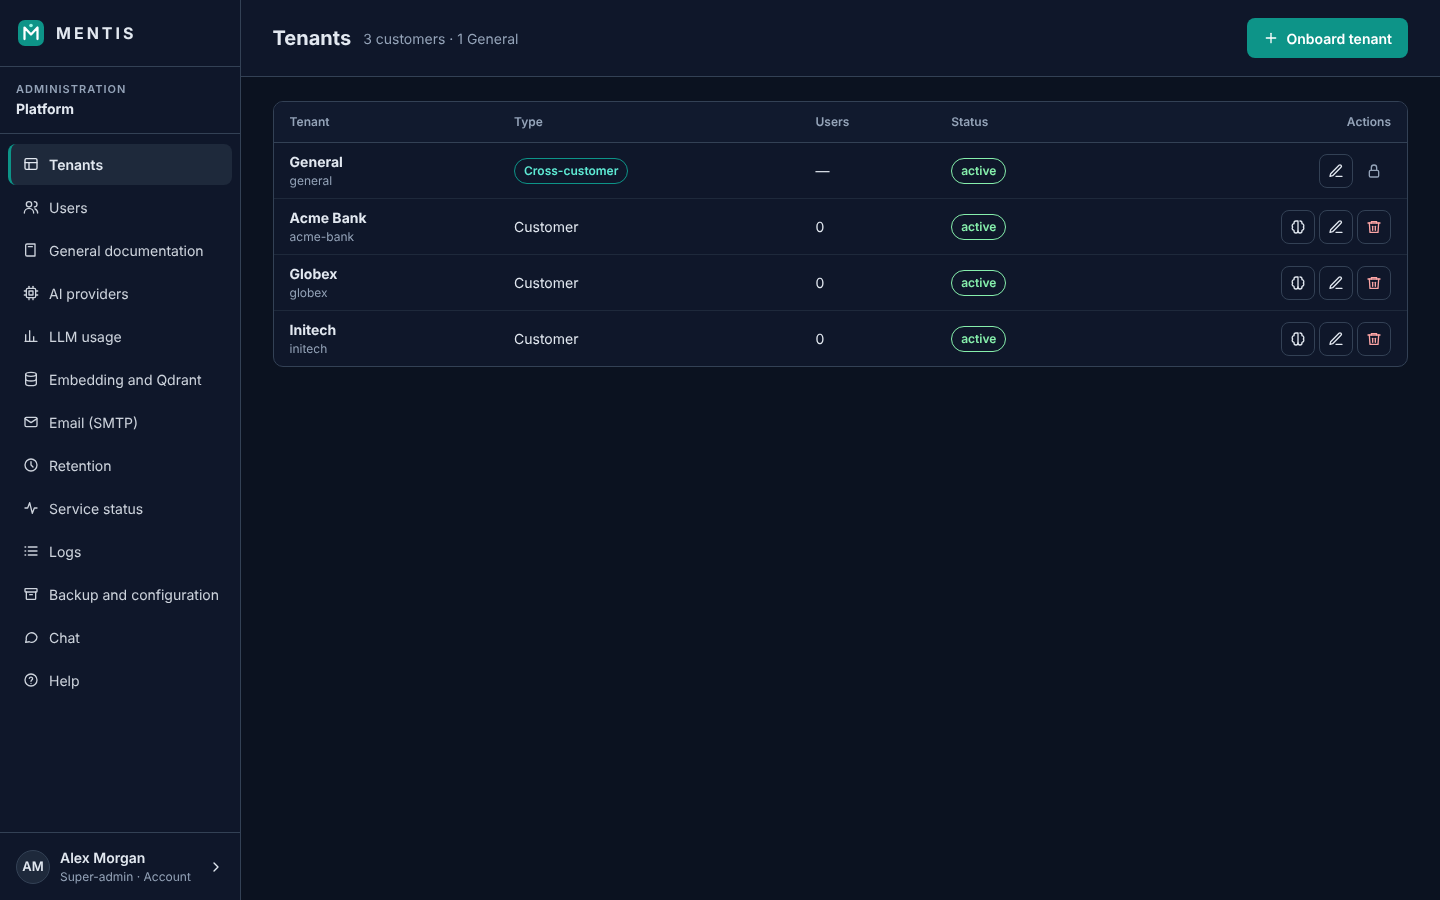 MENTIS
ADMINISTRATION
Platform
Tenants
Users
General documentation
AI providers
LLM usage
Embedding and Qdrant
Email (SMTP)
Retention
Service status
Logs
Backup and configuration
Chat
Help
AM
Alex Morgan
Super-admin · Account
Tenants 3 customers · 1 General
+ Onboard tenant
Tenant Type Users Status Actions
General
general
Cross-customer — active
Acme Bank
acme-bank
Customer 0 active
Globex
globex
Customer 0 active
Initech
initech
Customer 0 active